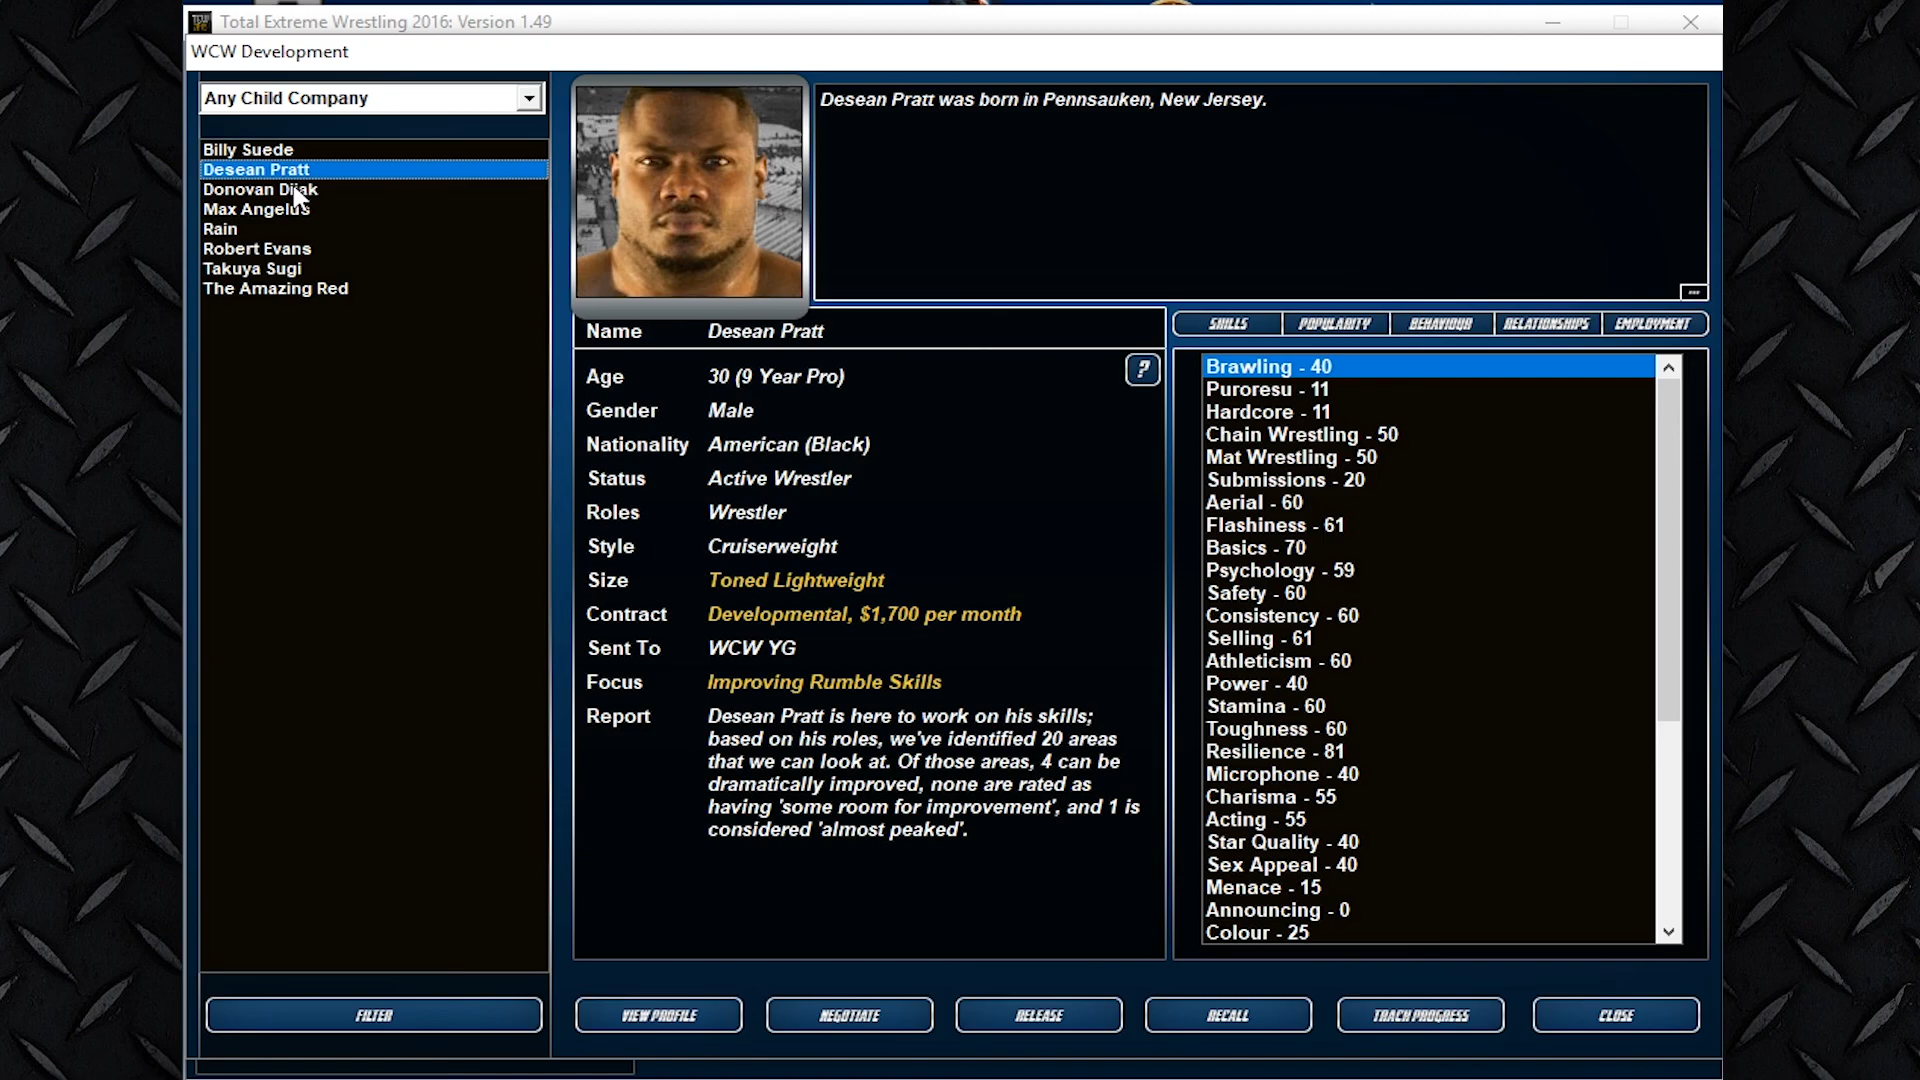 Total Extreme Wrestling 2016: Version 1.49
WCW Development
Any Child Company
Billy Suede
Desean Pratt
Donovan Dijak
Max Angelus
Rain
Robert Evans
Takuya Sugi
The Amazing Red
FILTER
Desean Pratt was born in Pennsauken, New Jersey.
...
Name Desean Pratt
?
Age 30 (9 Year Pro)
Gender Male
Nationality American (Black)
Status Active Wrestler
Roles Wrestler
Style Cruiserweight
Size Toned Lightweight
Contract Developmental, $1,700 per month
Sent To WCW YG
Focus Improving Rumble Skills
Report Desean Pratt is here to work on his skills;
based on his roles, we've identified 20 areas
that we can look at. Of those areas, 4 can be
dramatically improved, none are rated as
having 'some room for improvement', and 1 is
considered 'almost peaked'.
SKILLS POPULARITY BEHAVIOUR RELATIONSHIPS EMPLOYMENT
Brawling - 40
Puroresu - 11
Hardcore - 11
Chain Wrestling - 50
Mat Wrestling - 50
Submissions - 20
Aerial - 60
Flashiness - 61
Basics - 70
Psychology - 59
Safety - 60
Consistency - 60
Selling - 61
Athleticism - 60
Power - 40
Stamina - 60
Toughness - 60
Resilience - 81
Microphone - 40
Charisma - 55
Acting - 55
Star Quality - 40
Sex Appeal - 40
Menace - 15
Announcing - 0
Colour - 25
VIEW PROFILE NEGOTIATE RELEASE RECALL TRACH PROGRESS CLOSE